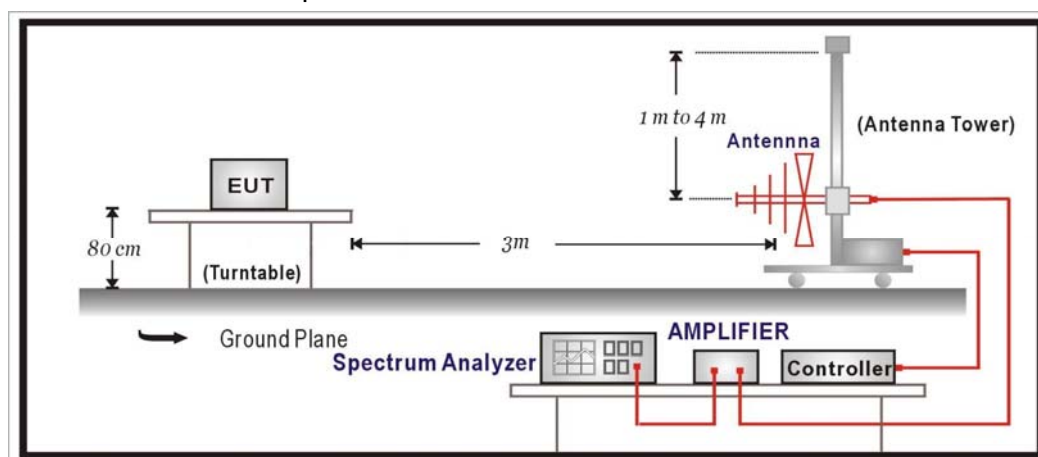 1 m to 4 m
(Antenna Tower)
Antennna
EUT
80 cm
3m
(Turntable)
Ground Plane
AMPLIFIER
Spectrum Analyzer
Controller